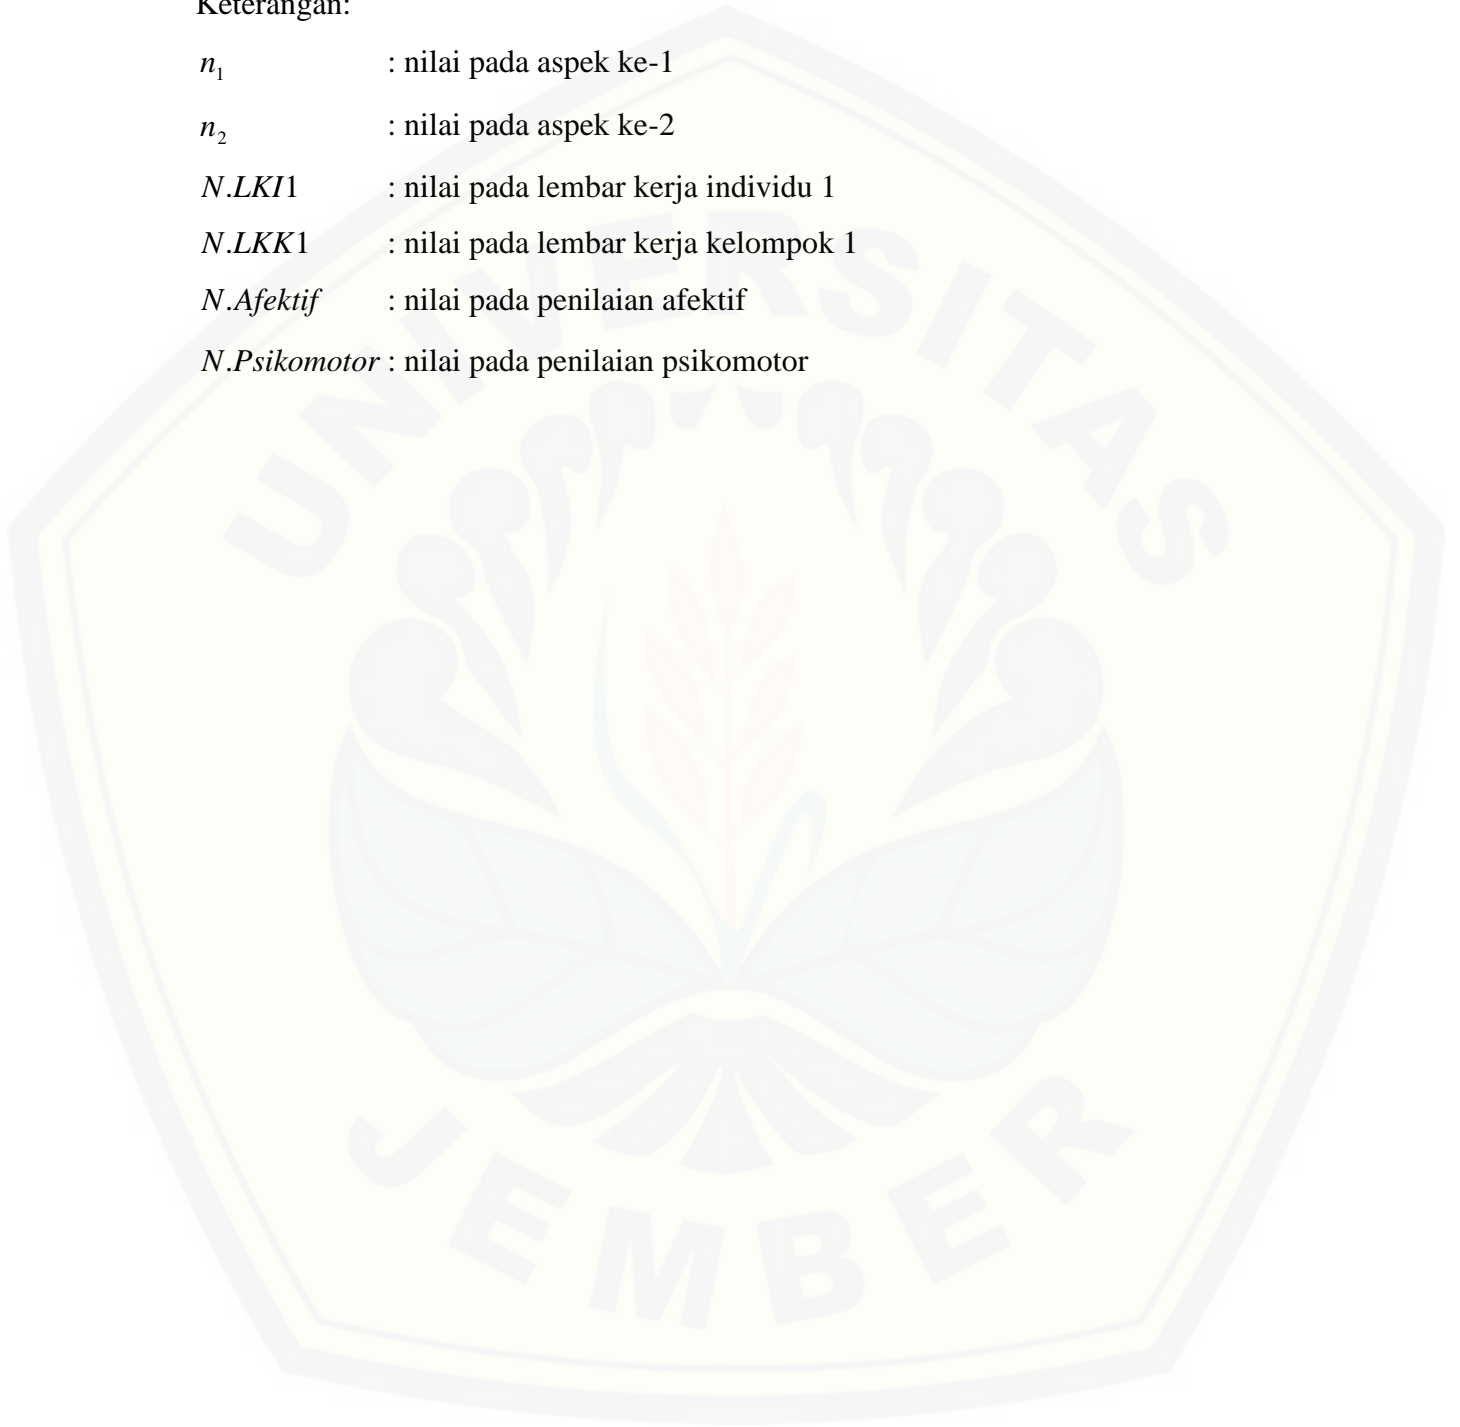 Keterangan:
n₁ : nilai pada aspek ke-1
n₂ : nilai pada aspek ke-2
N.LKI1 : nilai pada lembar kerja individu 1
N.LKK1 : nilai pada lembar kerja kelompok 1
N.Afektif : nilai pada penilaian afektif
N.Psikomotor : nilai pada penilaian psikomotor
UNIVERSITAS
JEMBER